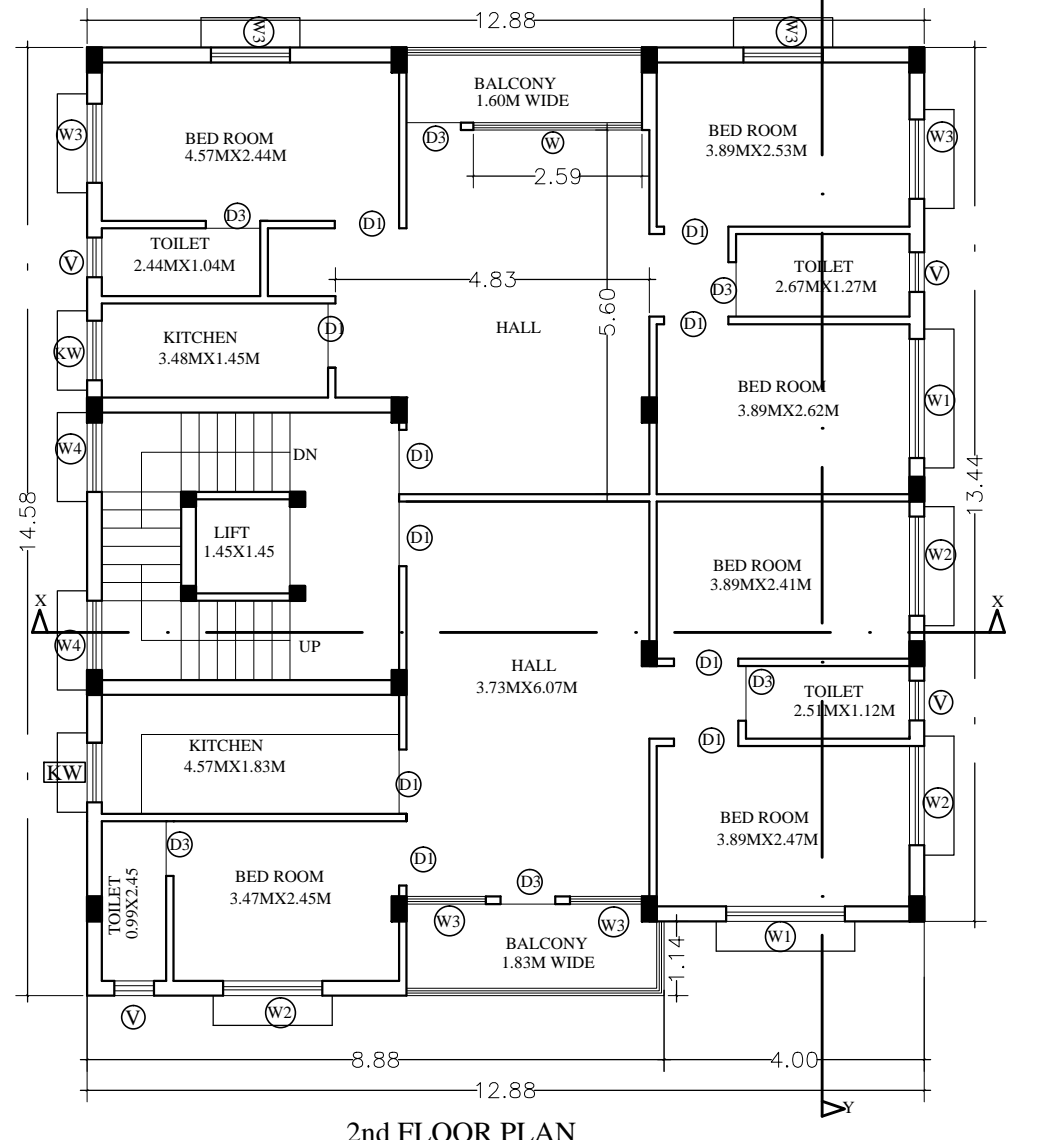 12.88
W3
W3
BALCONY
1.60M WIDE
W3
BED ROOM
4.57MX2.44M
D3
W
BED ROOM
3.89MX2.53M
W3
2.59
D3
D1
D1
TOILET
2.44MX1.04M
V
TOILET
2.67MX1.27M
V
4.83
D3
5.60
KITCHEN
3.48MX1.45M
D1
HALL
D1
KW
BED ROOM
3.89MX2.62M
W1
W4
DN
D1
13.44
14.58
LIFT
1.45X1.45
D1
BED ROOM
3.89MX2.41M
W2
X
X
W4
UP
HALL
3.73MX6.07M
D1
D3
TOILET
2.51MX1.12M
V
KITCHEN
4.57MX1.83M
D1
KW
D1
W2
BED ROOM
3.89MX2.47M
D3
D1
TOILET
0.99X2.45
BED ROOM
3.47MX2.45M
D3
W3
W3
W1
BALCONY
1.83M WIDE
1.14
V
W2
8.88
4.00
12.88
Y
2nd FLOOR PLAN